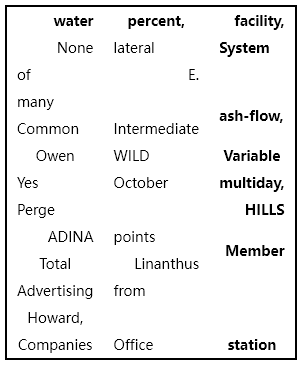 water percent, facility,
None lateral System
of E.
many
ash-flow,
Common Intermediate
Owen WILD Variable
Yes October multiday,
Perge HILLS
ADINA points
Member
Total Linanthus
Advertising from
Howard,
Companies Office station